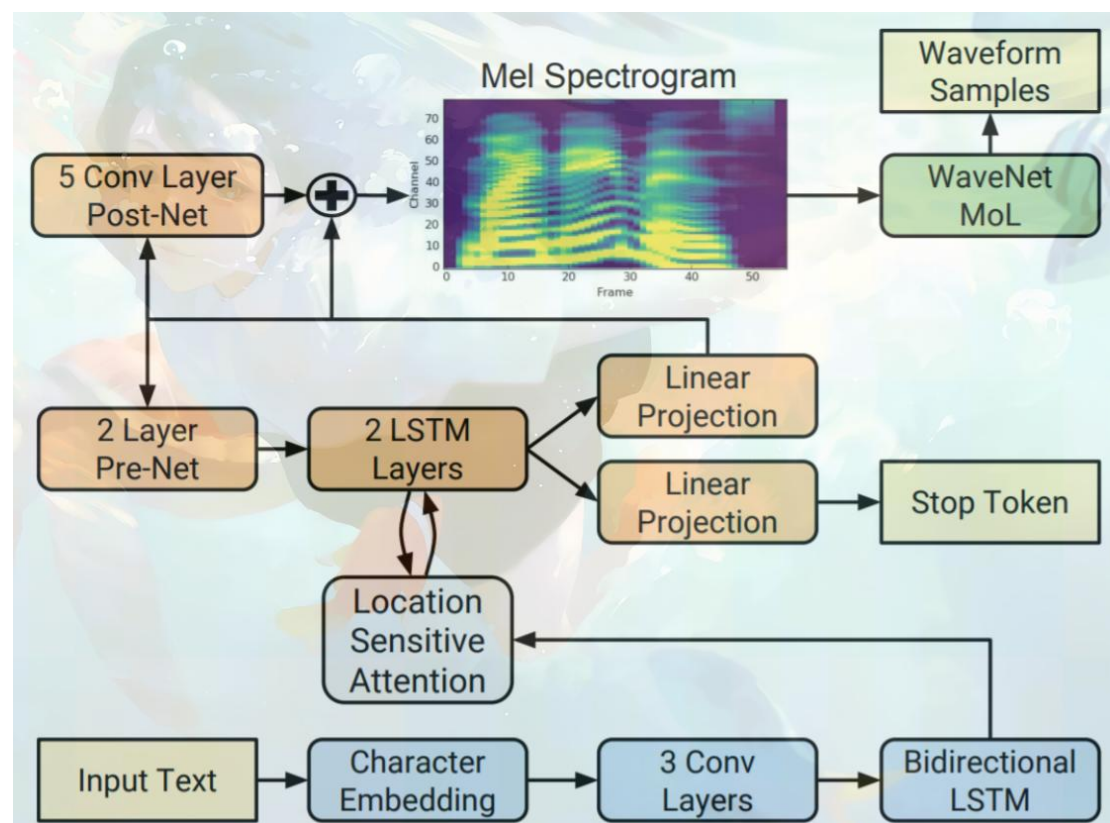 Waveform
Samples
Mel Spectrogram
70
60
50
40
30
20
10
0
Channel
0
10
20
30
40
50
Frame
5 Conv Layer
Post-Net
WaveNet
MoL
Linear
Projection
2 Layer
Pre-Net
2 LSTM
Layers
Linear
Projection
Stop Token
Location
Sensitive
Attention
Input Text
Character
Embedding
3 Conv
Layers
Bidirectional
LSTM